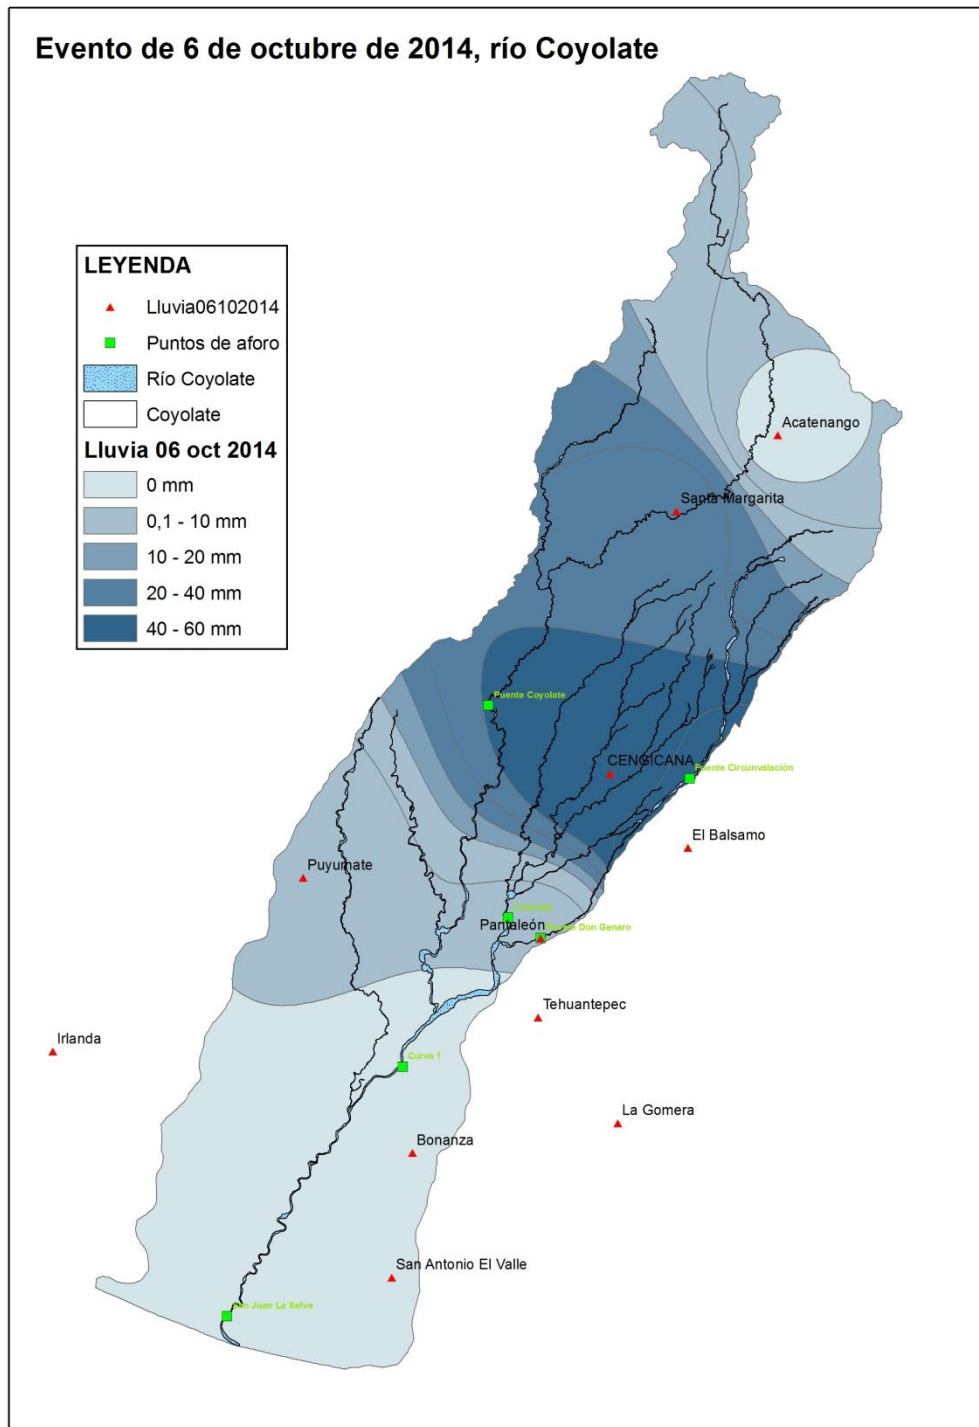 Evento de 6 de octubre de 2014, río Coyolate
LEYENDA
Lluvia06102014
Puntos de aforo
Río Coyolate
Coyolate
Lluvia 06 oct 2014
0 mm
0,1 - 10 mm
10 - 20 mm
20 - 40 mm
40 - 60 mm
Acatenango
Santa Margarita
Puente Coyolate
CENGICANA
Puente Circunvalación
El Balsamo
Puyumate
Pantaleón
Don Genaro
Tehuantepec
Irlanda
Curva 1
La Gomera
Bonanza
San Antonio El Valle
San Juan La Selva